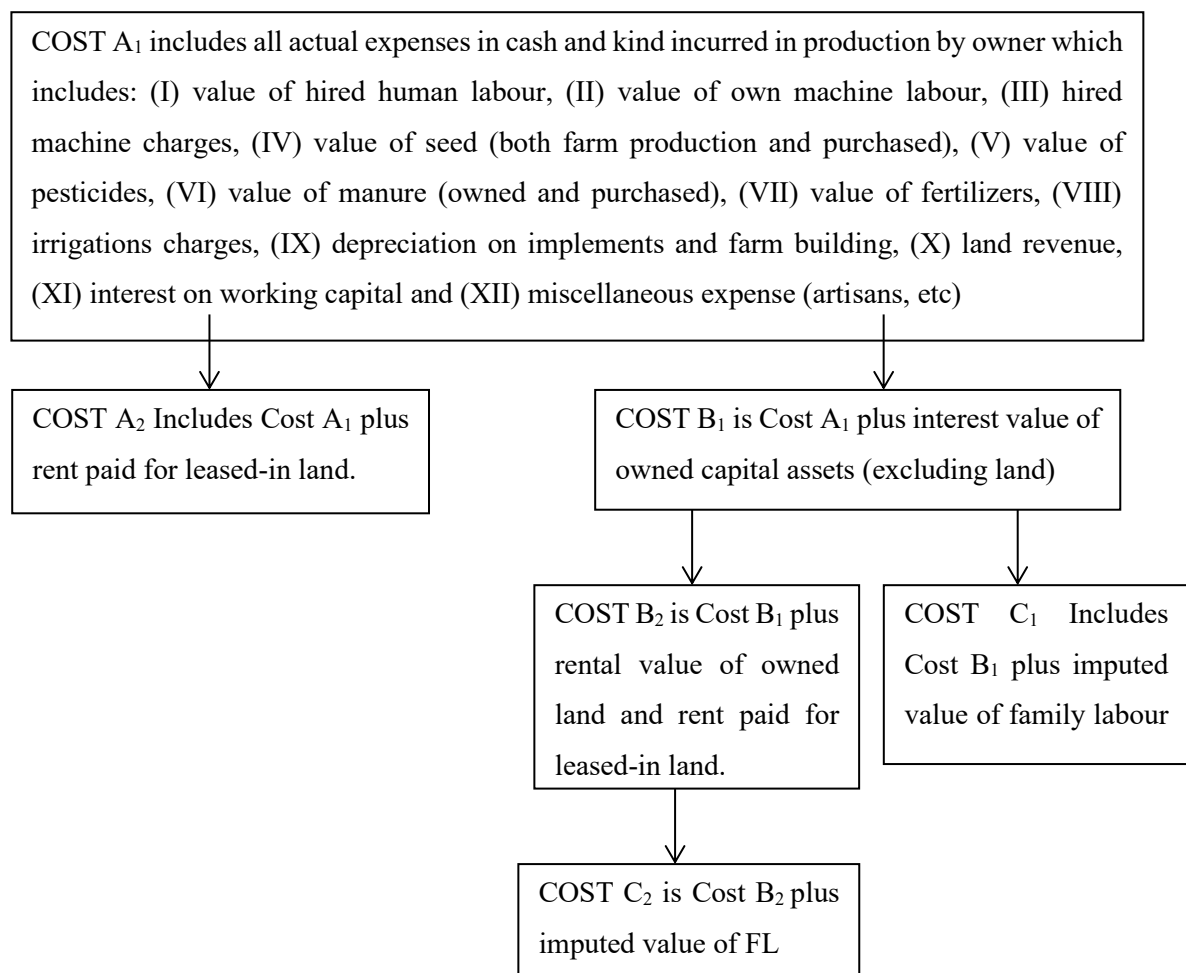 COST A₁ includes all actual expenses in cash and kind incurred in production by owner which
includes: (I) value of hired human labour, (II) value of own machine labour, (III) hired
machine charges, (IV) value of seed (both farm production and purchased), (V) value of
pesticides, (VI) value of manure (owned and purchased), (VII) value of fertilizers, (VIII)
irrigations charges, (IX) depreciation on implements and farm building, (X) land revenue,
(XI) interest on working capital and (XII) miscellaneous expense (artisans, etc)
COST A₂ Includes Cost A₁ plus
rent paid for leased-in land.
COST B₁ is Cost A₁ plus interest value of
owned capital assets (excluding land)
COST B₂ is Cost B₁ plus
rental value of owned
land and rent paid for
leased-in land.
COST C₁ Includes
Cost B₁ plus imputed
value of family labour
COST C₂ is Cost B₂ plus
imputed value of FL